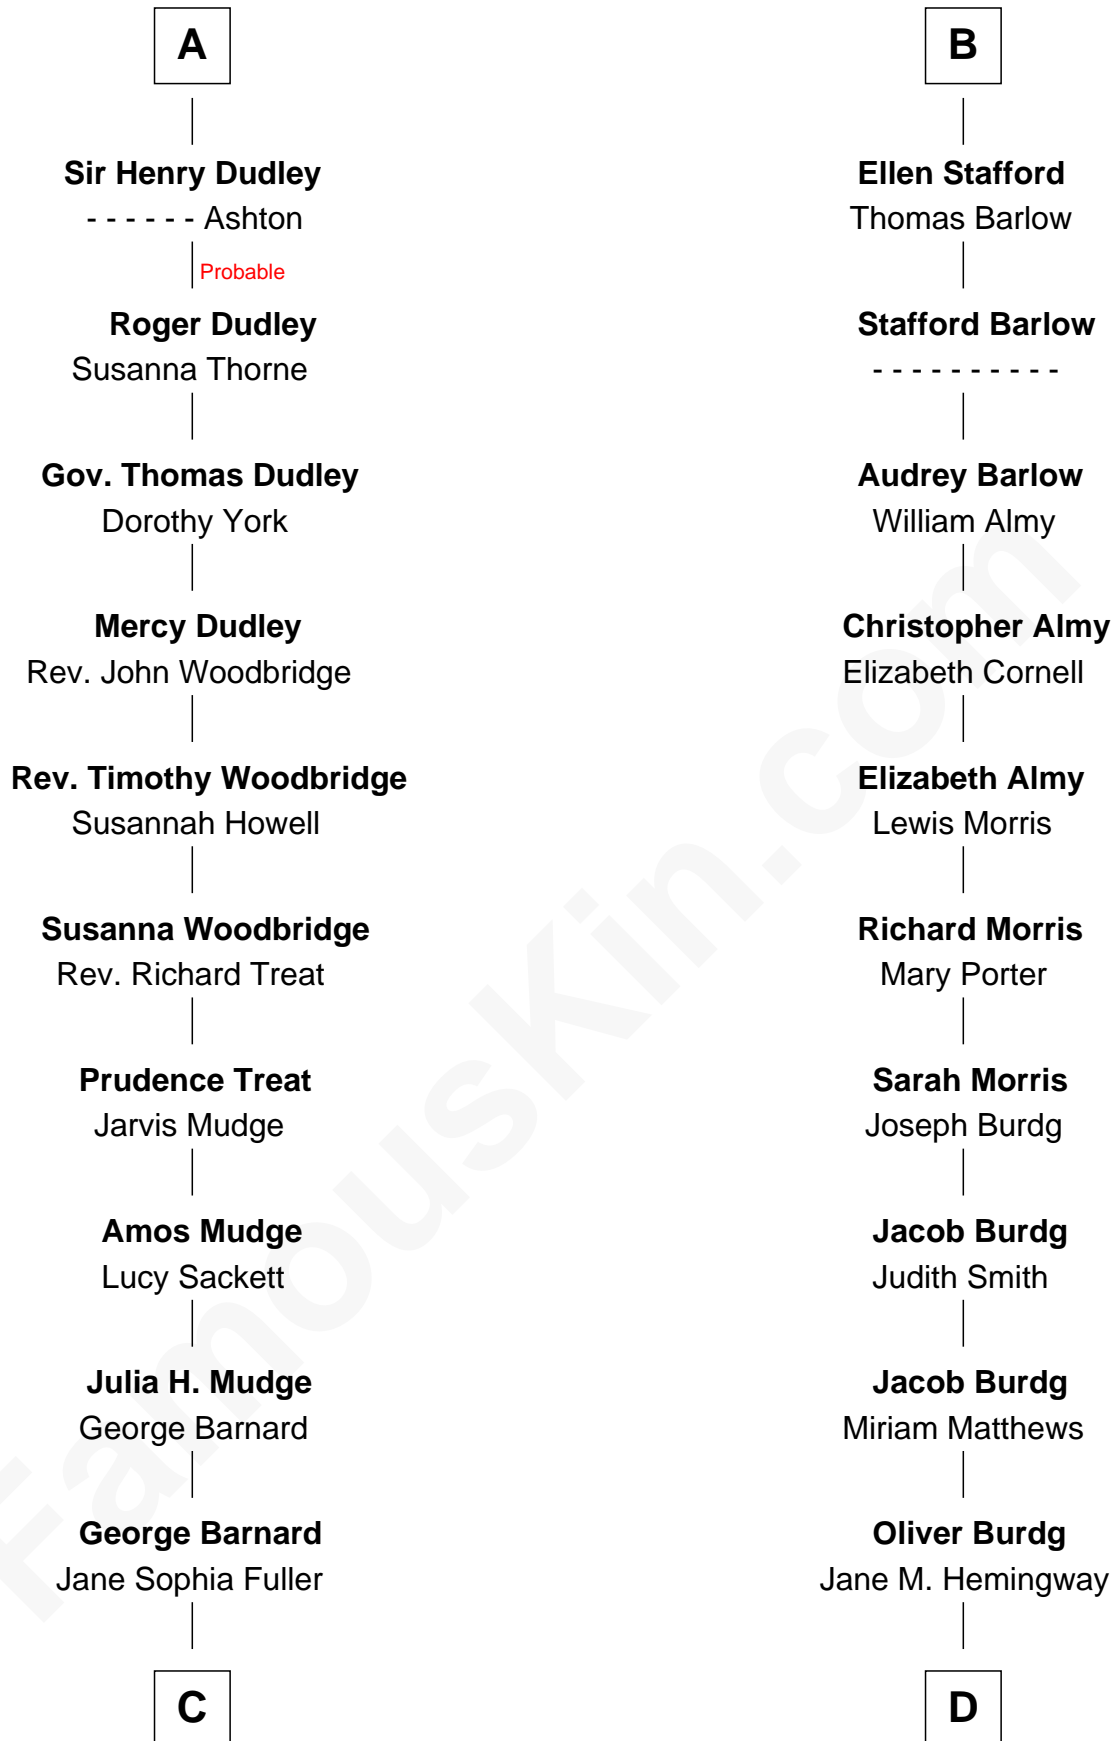 A
Sir Henry Dudley
- - - - - - Ashton
Probable
Roger Dudley
Susanna Thorne
Gov. Thomas Dudley
Dorothy York
Mercy Dudley
Rev. John Woodbridge
Rev. Timothy Woodbridge
Susannah Howell
Susanna Woodbridge
Rev. Richard Treat
Prudence Treat
Jarvis Mudge
Amos Mudge
Lucy Sackett
Julia H. Mudge
George Barnard
George Barnard
Jane Sophia Fuller
C
B
Ellen Stafford
Thomas Barlow
Stafford Barlow
- - - - - - - - - -
Audrey Barlow
William Almy
Christopher Almy
Elizabeth Cornell
Elizabeth Almy
Lewis Morris
Richard Morris
Mary Porter
Sarah Morris
Joseph Burdg
Jacob Burdg
Judith Smith
Jacob Burdg
Miriam Matthews
Oliver Burdg
Jane M. Hemingway
D
FamousKin.com